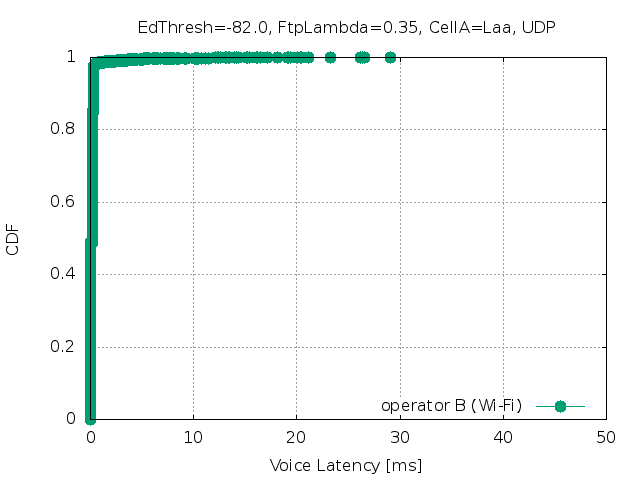 EdThresh=-82.0, FtpLambda=0.35, CellA=Laa, UDP
1
0.8
0.6
0.4
0.2
0
CDF
operator B (Wi-Fi)
0 10 20 30 40 50
Voice Latency [ms]